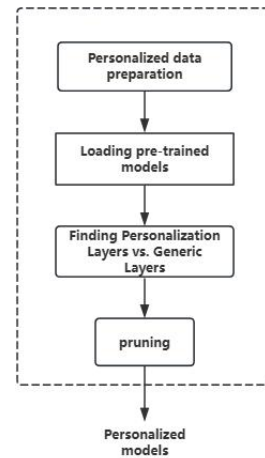 Personalized data
preparation
Loading pre-trained
models
Finding Personalization
Layers vs. Generic
Layers
pruning
Personalized
models